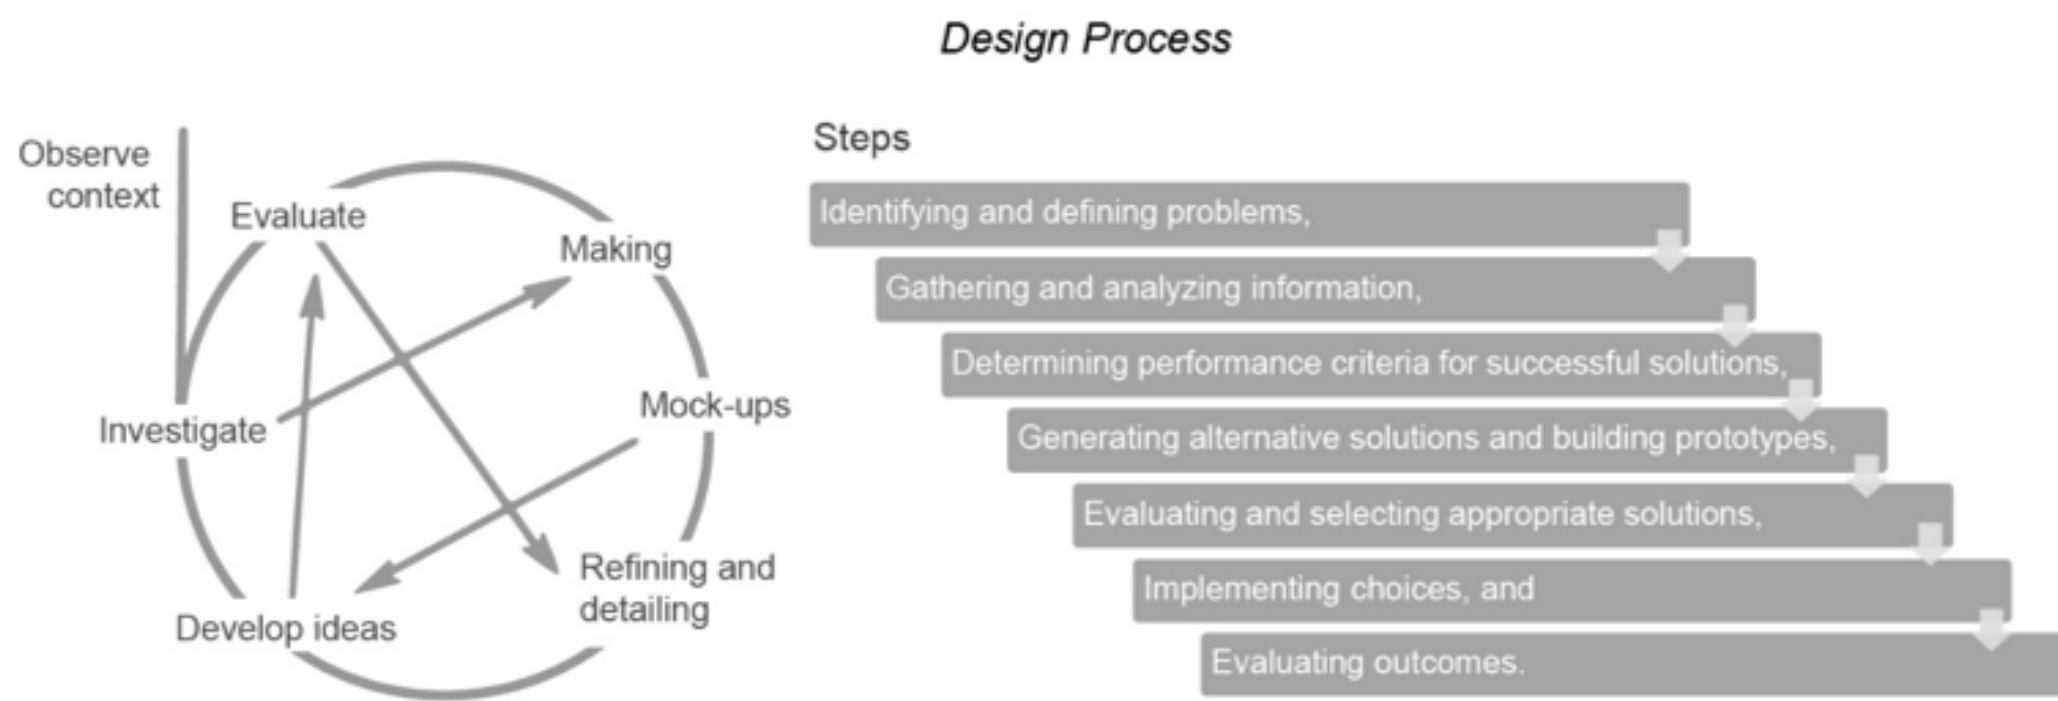 Design Process
Observe
context
Evaluate
Making
Mock-ups
Investigate
Refining and
detailing
Develop ideas
Steps
Identifying and defining problems,
Gathering and analyzing information,
Determining performance criteria for successful solutions,
Generating alternative solutions and building prototypes,
Evaluating and selecting appropriate solutions,
Implementing choices, and
Evaluating outcomes.